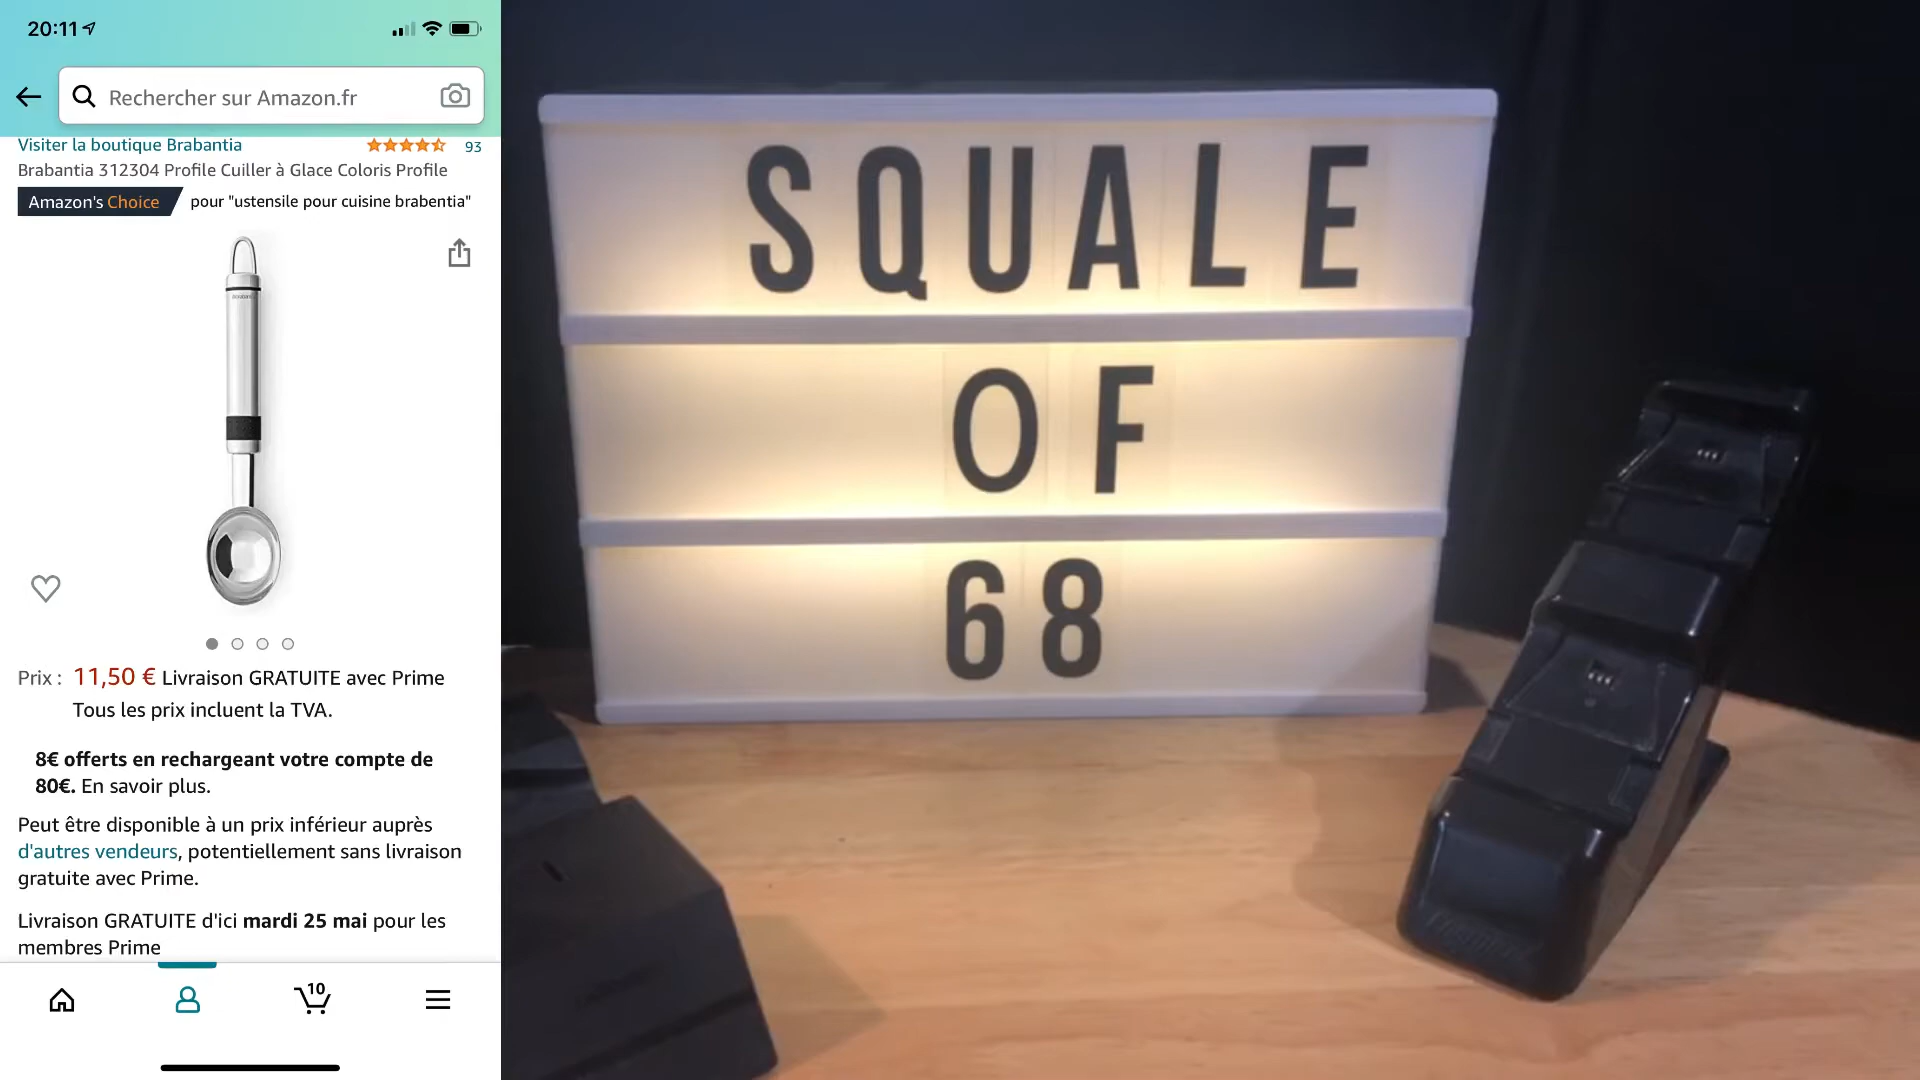 20:11
Rechercher sur Amazon.fr
Visiter la boutique Brabantia
93
Brabantia 312304 Profile Cuiller à Glace Coloris Profile
Amazon's Choice pour "ustensile pour cuisine brabentia"
Prix : 11,50 € Livraison GRATUITE avec Prime
Tous les prix incluent la TVA.
8€ offerts en rechargeant votre compte de
80€. En savoir plus.
Peut être disponible à un prix inférieur auprès
d'autres vendeurs, potentiellement sans livraison
gratuite avec Prime.
Livraison GRATUITE d'ici mardi 25 mai pour les
membres Prime
10
SQUALE
OF
68